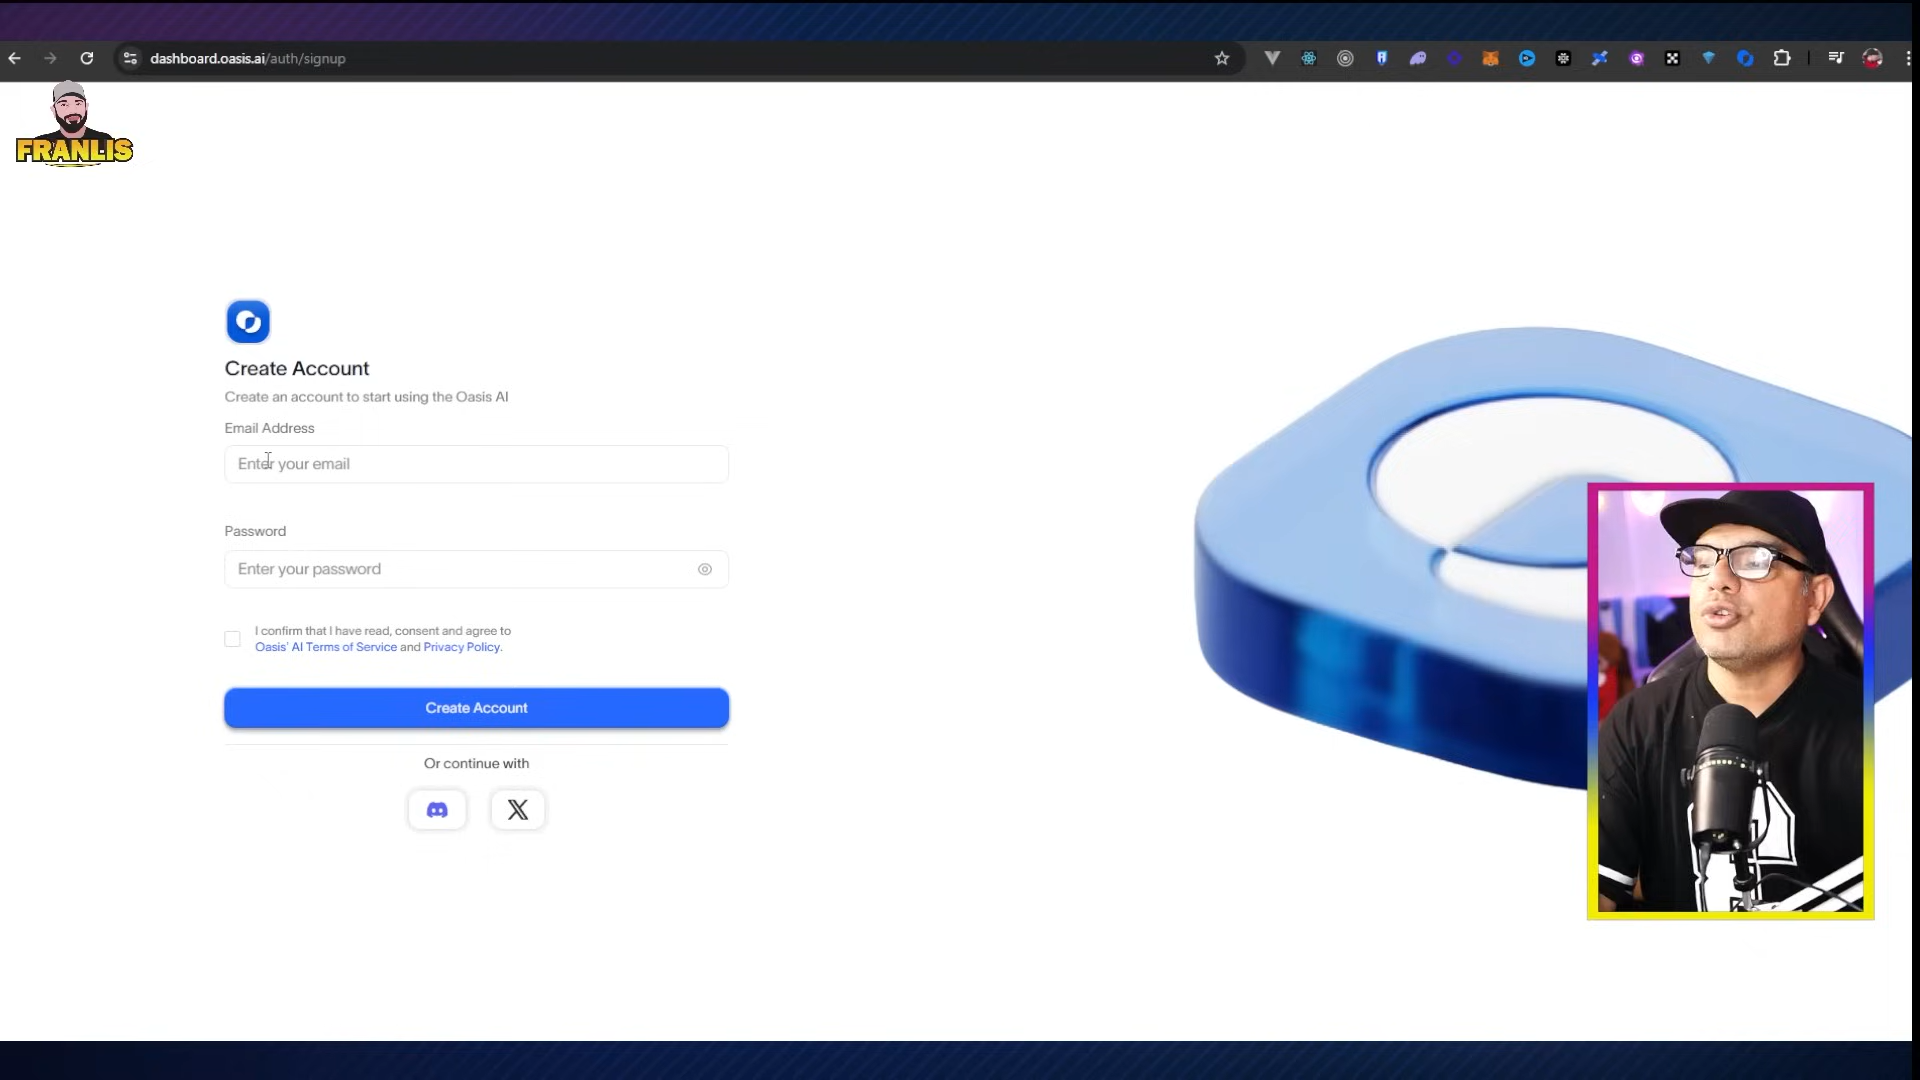 dashboard.oasis.ai/auth/signup
FRANLIS
Create Account
Create an account to start using the Oasis AI
Email Address
Enter your email
Password
Enter your password
I confirm that I have read, consent and agree to
Oasis' AI Terms of Service and Privacy Policy.
Create Account
Or continue with